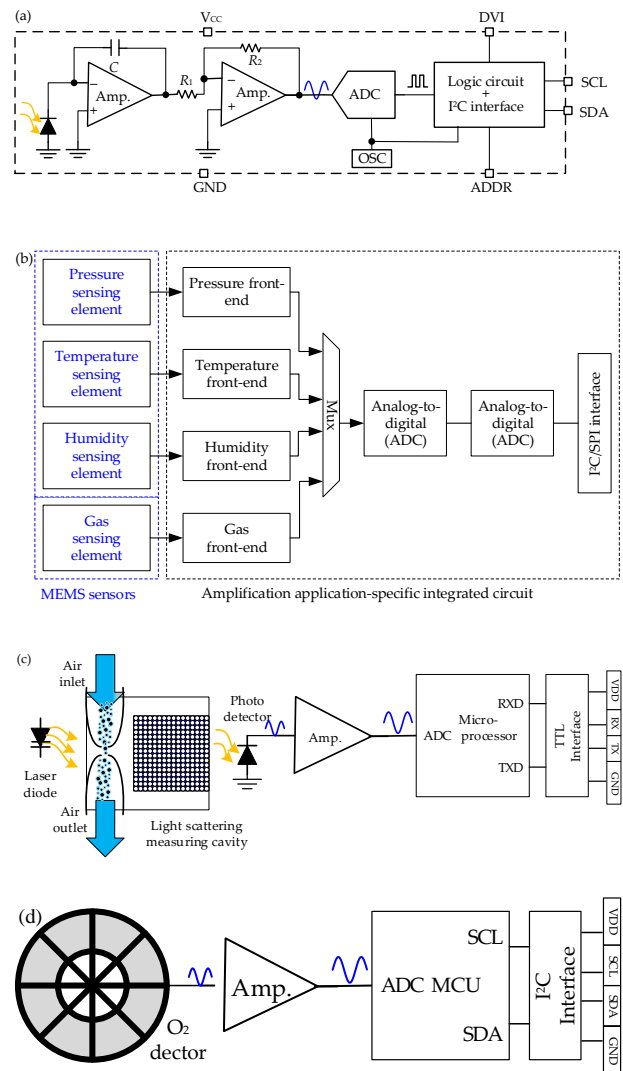 (a)
V_CC
DVI
C
R₁
R₂
−
+
Amp.
−
+
Amp.
ADC
OSC
Logic circuit
+
I²C interface
SCL
SDA
GND
ADDR
(b)
Pressure
sensing
element
Pressure front-
end
Temperature
sensing
element
Temperature
front-end
Humidity
sensing
element
Humidity
front-end
Gas
sensing
element
Gas
front-end
Mux
Analog-to-
digital
(ADC)
Analog-to-
digital
(ADC)
I²C/SPI interface
MEMS sensors
Amplification application-specific integrated circuit
(c)
Air
inlet
Laser
diode
Air
outlet
Light scattering
measuring cavity
Photo
detector
Amp.
ADC
Micro-
processor
RXD
TXD
TTL
Interface
VDD
RX
TX
GND
(d)
O₂
dector
Amp.
ADC MCU
SCL
SDA
I²C
Interface
VDD
SCL
SDA
GND